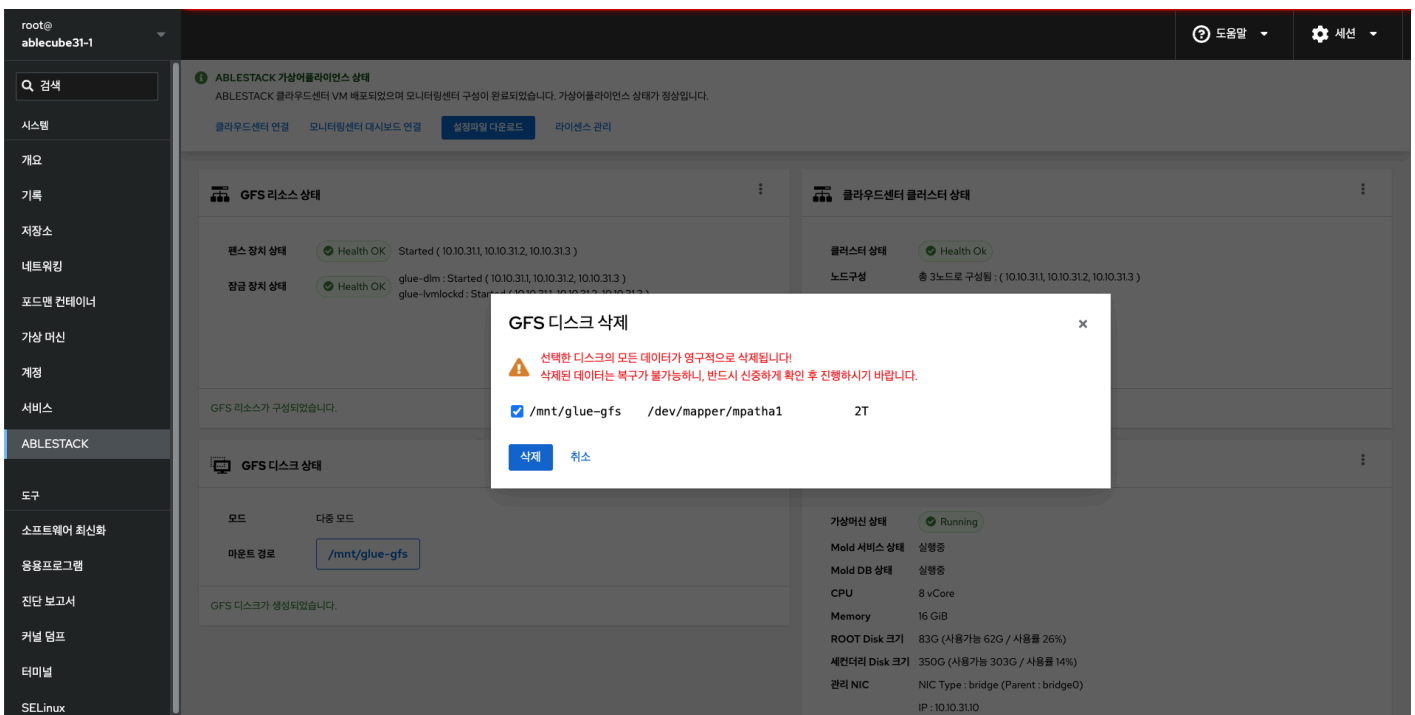 root@
ablecube31-1
도움말
세션
검색
시스템
개요
기록
저장소
네트워킹
포드맨 컨테이너
가상 머신
계정
서비스
ABLESTACK
도구
소프트웨어 최신화
응용프로그램
진단 보고서
커널 덤프
터미널
SELinux
ABLESTACK 가상어플라이언스 상태
ABLESTACK 클라우드센터 VM 배포되었으며 모니터링센터 구성이 완료되었습니다. 가상어플라이언스 상태가 정상입니다.
클라우드센터 연결 모니터링센터 대시보드 연결 설정파일 다운로드 라이센스 관리
GFS 리소스 상태
펜스 장치 상태 Health OK Started ( 10.10.31.1, 10.10.31.2, 10.10.31.3 )
잠금 장치 상태 Health OK glue-dlm : Started ( 10.10.31.1, 10.10.31.2, 10.10.31.3 )
glue-lvmlockd : Started ( 10.10.31.1, 10.10.31.2, 10.10.31.3 )
GFS 리소스가 구성되었습니다.
클라우드센터 클러스터 상태
클러스터 상태 Health Ok
노드구성 총 3노드로 구성됨 : ( 10.10.31.1, 10.10.31.2, 10.10.31.3 )
GFS 디스크 삭제
선택한 디스크의 모든 데이터가 영구적으로 삭제됩니다!
삭제된 데이터는 복구가 불가능하니, 반드시 신중하게 확인 후 진행하시기 바랍니다.
/mnt/glue-gfs /dev/mapper/mpatha1 2T
삭제 취소
GFS 디스크 상태
모드 다중 모드
마운트 경로 /mnt/glue-gfs
GFS 디스크가 생성되었습니다.
가상머신 상태 Running
Mold 서비스 상태 실행중
Mold DB 상태 실행중
CPU 8 vCore
Memory 16 GiB
ROOT Disk 크기 83G (사용가능 62G / 사용률 26%)
세컨더리 Disk 크기 350G (사용가능 303G / 사용률 14%)
관리 NIC NIC Type : bridge (Parent : bridge0)
IP : 10.10.31.10